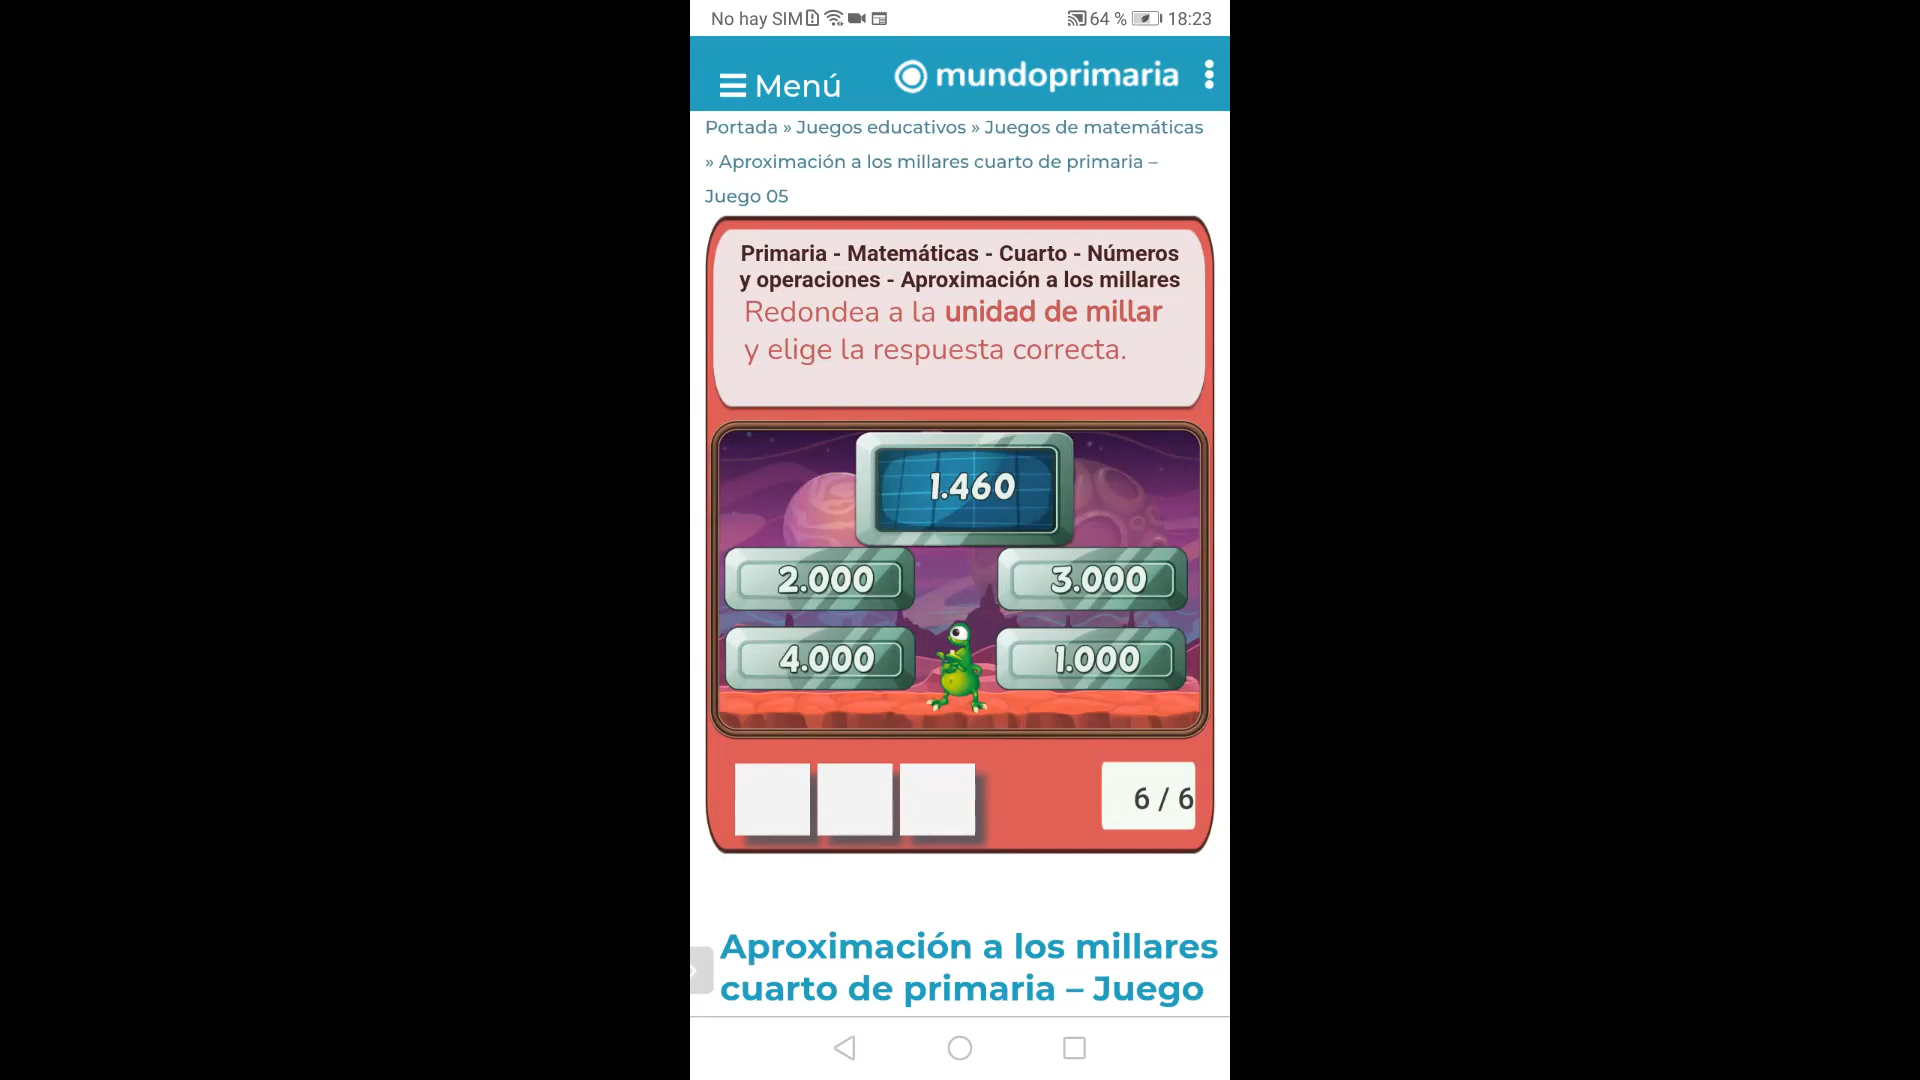 No hay SIM
64 %
18:23
Menú
mundoprimaria
Portada » Juegos educativos » Juegos de matemáticas
» Aproximación a los millares cuarto de primaria –
Juego 05
Primaria - Matemáticas - Cuarto - Números
y operaciones - Aproximación a los millares
Redondea a la unidad de millar
y elige la respuesta correcta.
1.460
2.000
3.000
4.000
1.000
6 / 6
Aproximación a los millares
cuarto de primaria – Juego